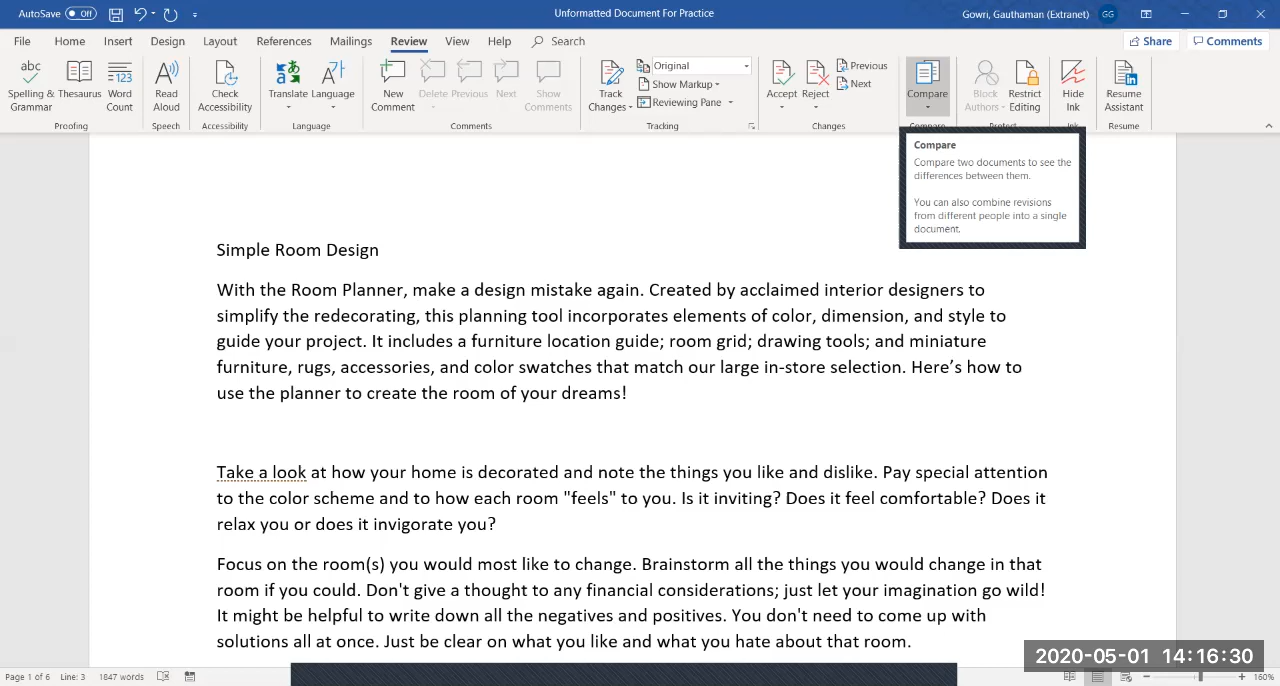 AutoSave Off Unformatted Document For Practice Gowri, Gauthaman (Extranet) GG
File Home Insert Design Layout References Mailings Review View Help Search Share Comments
abc Spelling & Grammar
Thesaurus
123 Word Count
Proofing
Read Aloud
Speech
Check Accessibility
Accessibility
Translate
Language
Language
New Comment
Delete
Previous
Next
Show Comments
Comments
Track Changes
Original
Show Markup
Reviewing Pane
Tracking
Accept
Reject
Previous
Next
Changes
Compare
Compare
Block Authors
Restrict Editing
Protect
Hide Ink
Ink
Resume Assistant
Resume
Compare
Compare two documents to see the
differences between them.
You can also combine revisions
from different people into a single
document.
Simple Room Design
With the Room Planner, make a design mistake again. Created by acclaimed interior designers to
simplify the redecorating, this planning tool incorporates elements of color, dimension, and style to
guide your project. It includes a furniture location guide; room grid; drawing tools; and miniature
furniture, rugs, accessories, and color swatches that match our large in-store selection. Here’s how to
use the planner to create the room of your dreams!
Take a look at how your home is decorated and note the things you like and dislike. Pay special attention
to the color scheme and to how each room "feels" to you. Is it inviting? Does it feel comfortable? Does it
relax you or does it invigorate you?
Focus on the room(s) you would most like to change. Brainstorm all the things you would change in that
room if you could. Don't give a thought to any financial considerations; just let your imagination go wild!
It might be helpful to write down all the negatives and positives. You don't need to come up with
solutions all at once. Just be clear on what you like and what you hate about that room.
2020-05-01 14:16:30
Page 1 of 6 Line: 3 1847 words 160%